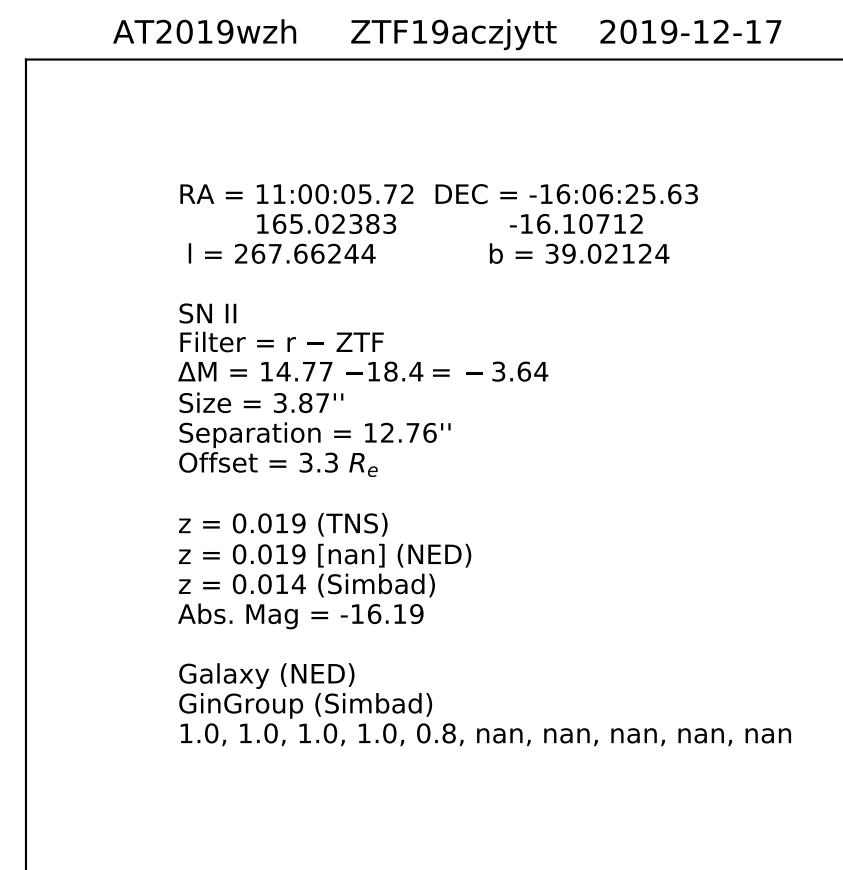 AT2019wzh ZTF19aczjytt 2019-12-17
RA = 11:00:05.72 DEC = -16:06:25.63
165.02383 -16.10712
l = 267.66244 b = 39.02124
SN II
Filter = r − ZTF
ΔM = 14.77 −18.4 = − 3.64
Size = 3.87''
Separation = 12.76''
Offset = 3.3 Re
z = 0.019 (TNS)
z = 0.019 [nan] (NED)
z = 0.014 (Simbad)
Abs. Mag = -16.19
Galaxy (NED)
GinGroup (Simbad)
1.0, 1.0, 1.0, 1.0, 0.8, nan, nan, nan, nan, nan